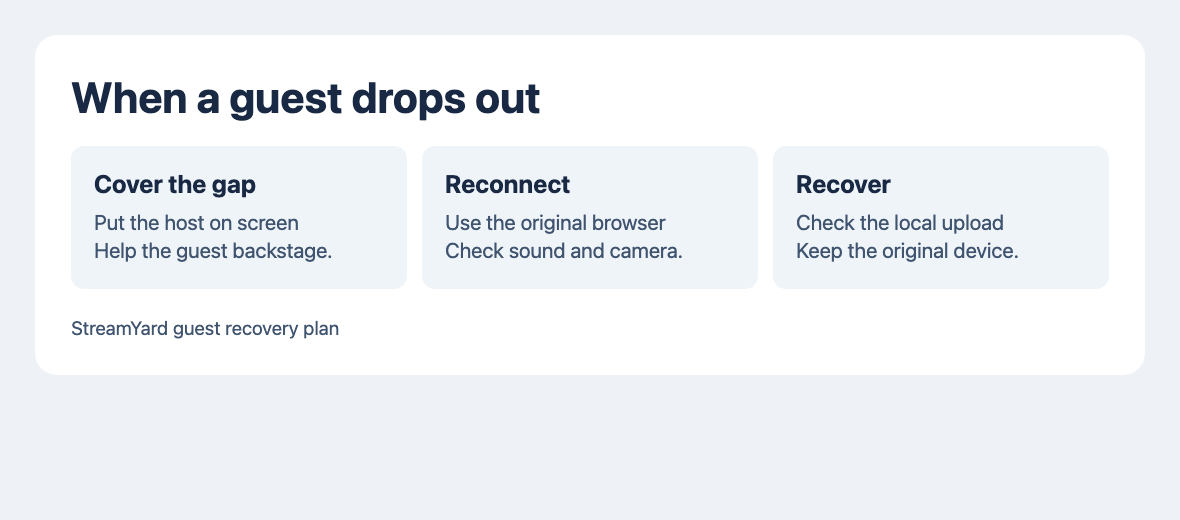 When a guest drops out
Cover the gap
Put the host on screen
Help the guest backstage.
Reconnect
Use the original browser
Check sound and camera.
Recover
Check the local upload
Keep the original device.
StreamYard guest recovery plan